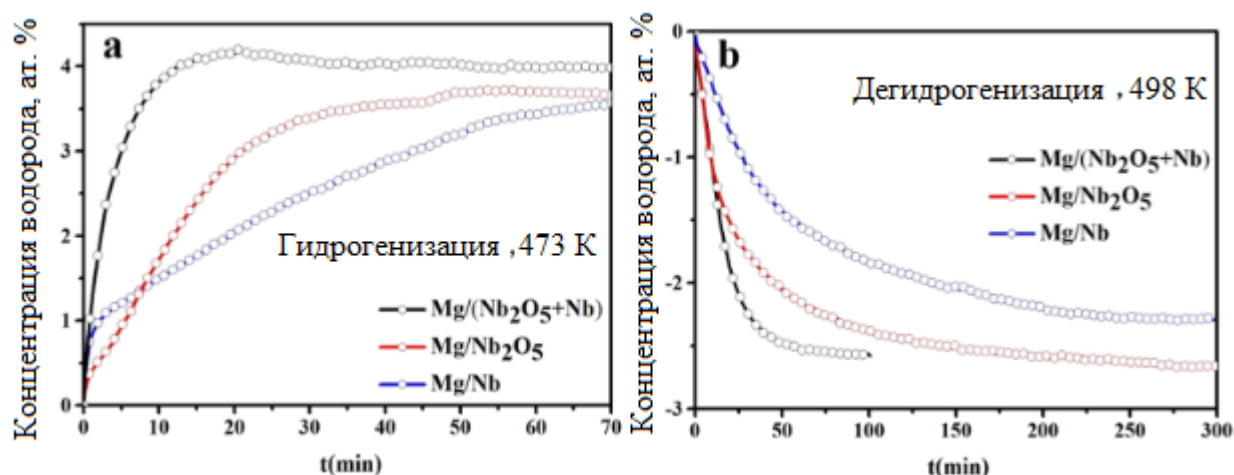 Концентрация водорода, ат. %
a
4
3
2
1
0
Гидрогенизация ,473 К
Mg/(Nb₂O₅+Nb)
Mg/Nb₂O₅
Mg/Nb
0 10 20 30 40 50 60 70
t(min)
Концентрация водорода, ат. %
b
0
-1
-2
-3
Дегидрогенизация ,498 К
Mg/(Nb₂O₅+Nb)
Mg/Nb₂O₅
Mg/Nb
0 50 100 150 200 250 300
t(min)